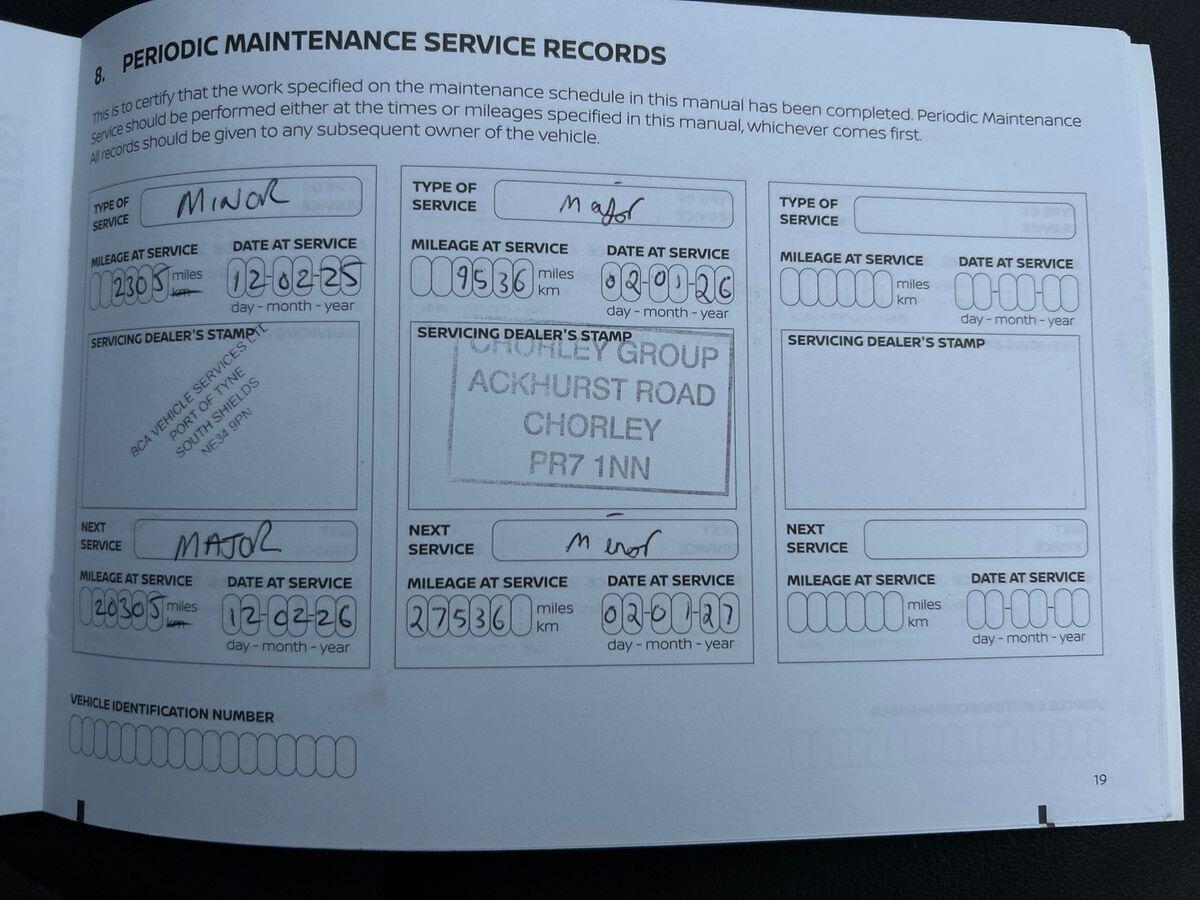 8. PERIODIC MAINTENANCE SERVICE RECORDS
This is to certify that the work specified on the maintenance schedule in this manual has been completed. Periodic Maintenance
Service should be performed either at the times or mileages specified in this manual, whichever comes first.
All records should be given to any subsequent owner of the vehicle.
TYPE OF SERVICE MINOR
MILEAGE AT SERVICE DATE AT SERVICE
2305 miles km 12-02-25
day - month - year
SERVICING DEALER'S STAMP
BCA VEHICLE SERVICES
PORT OF TYNE
SOUTH SHIELDS
NE34 9PN
NEXT SERVICE MAJOR
MILEAGE AT SERVICE DATE AT SERVICE
20305 miles km 12-02-26
day - month - year
TYPE OF SERVICE Major
MILEAGE AT SERVICE DATE AT SERVICE
9536 miles km 02-01-26
day - month - year
SERVICING DEALER'S STAMP
CHORLEY GROUP
ACKHURST ROAD
CHORLEY
PR7 1NN
NEXT SERVICE Minor
MILEAGE AT SERVICE DATE AT SERVICE
27536 miles km 02-01-27
day - month - year
TYPE OF SERVICE
MILEAGE AT SERVICE DATE AT SERVICE
miles km
day - month - year
SERVICING DEALER'S STAMP
NEXT SERVICE
MILEAGE AT SERVICE DATE AT SERVICE
miles km
day - month - year
VEHICLE IDENTIFICATION NUMBER
19